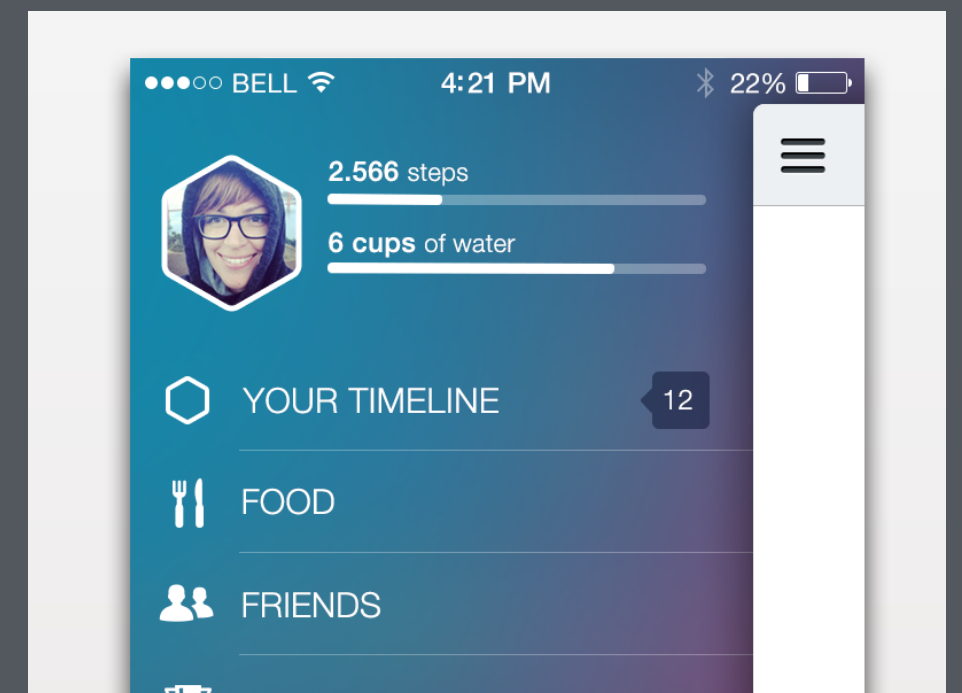 BELL 4:21 PM 22%
2.566 steps
6 cups of water
YOUR TIMELINE 12
FOOD
FRIENDS